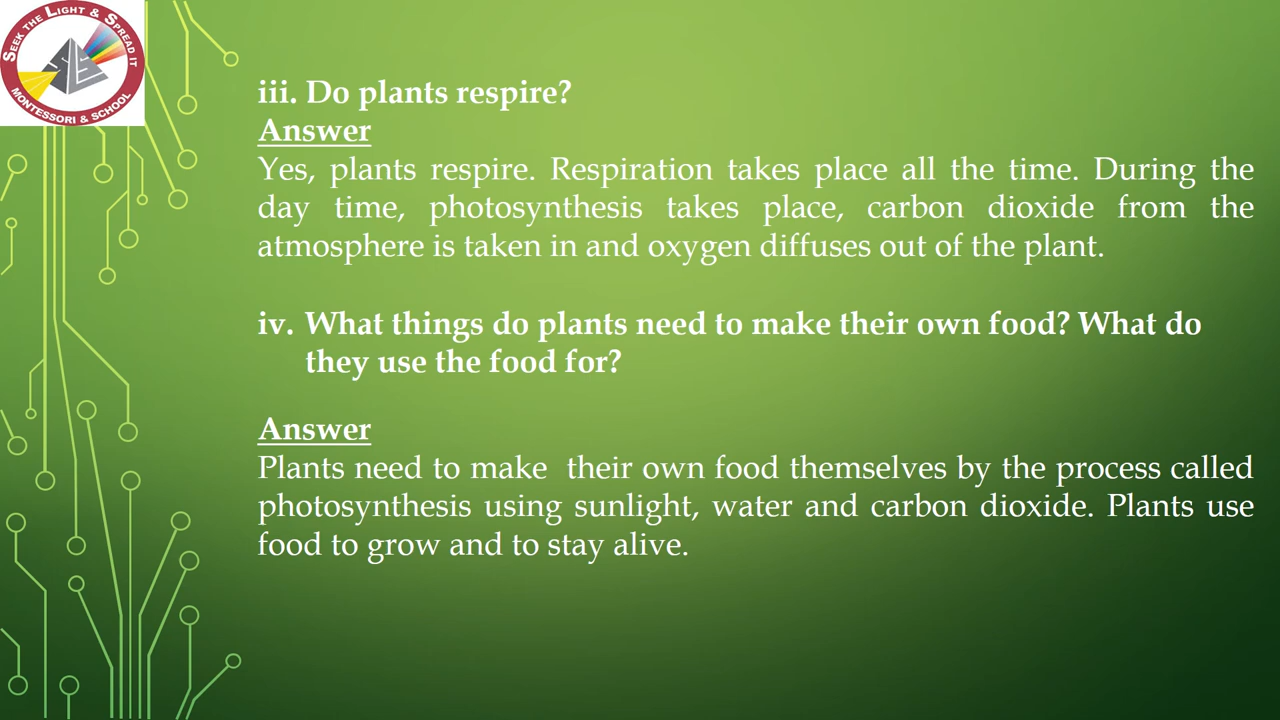 SEEK THE LIGHT & SPREAD IT
MONTESSORI & SCHOOL
iii. Do plants respire?
Answer
Yes, plants respire. Respiration takes place all the time. During the
day time, photosynthesis takes place, carbon dioxide from the
atmosphere is taken in and oxygen diffuses out of the plant.
iv. What things do plants need to make their own food? What do
they use the food for?
Answer
Plants need to make  their own food themselves by the process called
photosynthesis using sunlight, water and carbon dioxide. Plants use
food to grow and to stay alive.